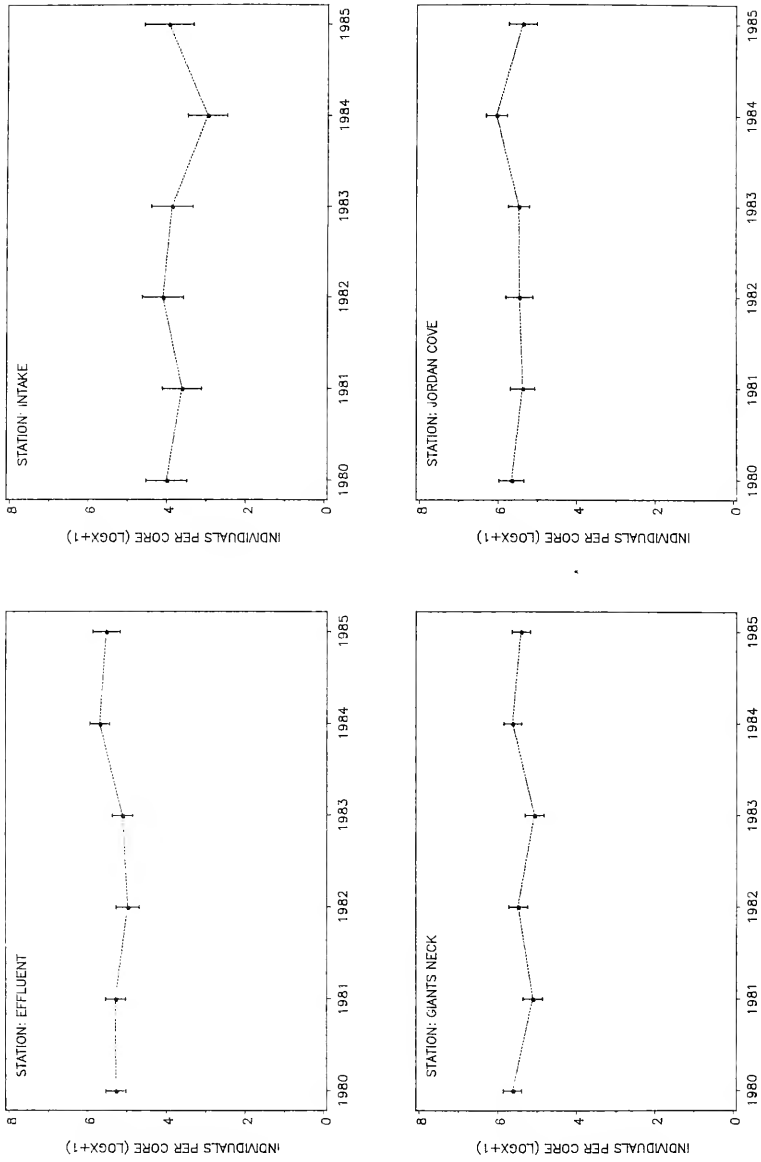 STATION: EFFLUENT
INDIVIDUALS PER CORE (LOGX+1)
8
6
4
2
0
1980 1981 1982 1983 1984 1985
STATION: INTAKE
INDIVIDUALS PER CORE (LOGX+1)
8
6
4
2
0
1980 1981 1982 1983 1984 1985
STATION: GIANTS NECK
INDIVIDUALS PER CORE (LOGX+1)
8
6
4
2
0
1980 1981 1982 1983 1984 1985
STATION: JORDAN COVE
INDIVIDUALS PER CORE (LOGX+1)
8
6
4
2
0
1980 1981 1982 1983 1984 1985